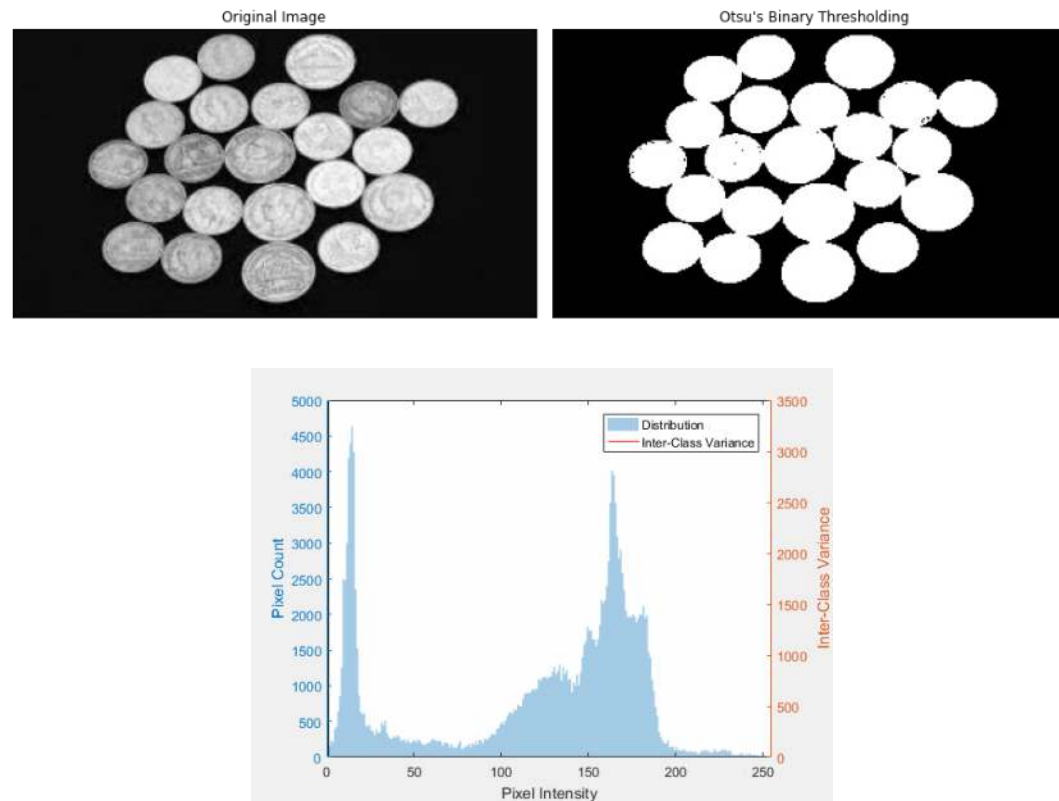 Original Image
Otsu's Binary Thresholding
5000
4500
4000
3500
3000
2500
2000
1500
1000
500
0
Pixel Count
Distribution
Inter-Class Variance
3500
3000
2500
2000
1500
1000
500
0
Inter-Class Variance
0 50 100 150 200 250
Pixel Intensity